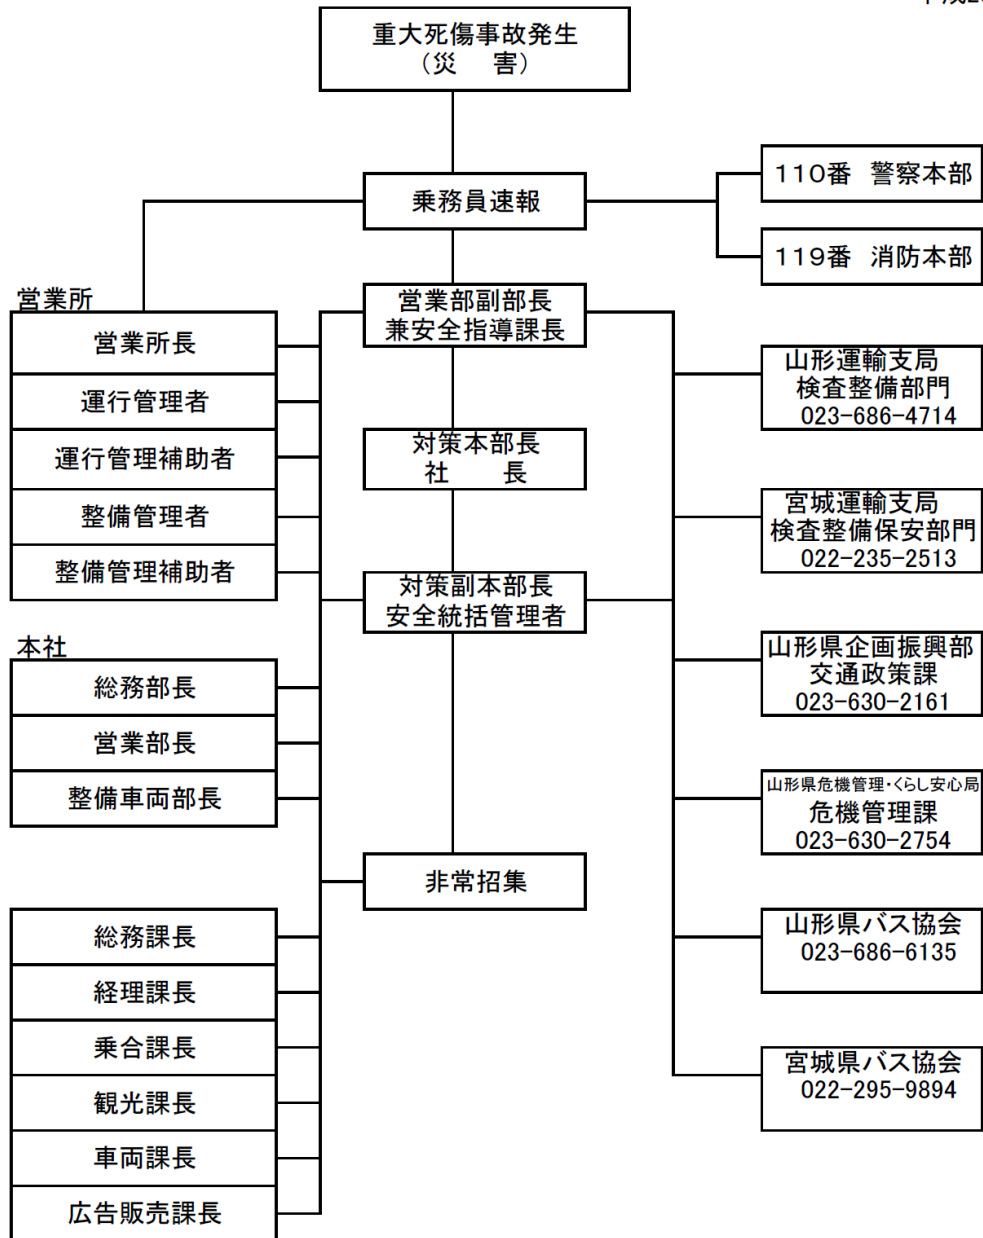 重大死傷事故発生
（災　害）
乗務員速報
110番　警察本部
119番　消防本部
営業所
営業所長
運行管理者
運行管理補助者
整備管理者
整備管理補助者
営業部副部長
兼安全指導課長
対策本部長
社　　長
対策副本部長
安全統括管理者
非常招集
本社
総務部長
営業部長
整備車両部長
総務課長
経理課長
乗合課長
観光課長
車両課長
広告販売課長
山形運輸支局
検査整備部門
023-686-4714
宮城運輸支局
検査整備保安部門
022-235-2513
山形県企画振興部
交通政策課
023-630-2161
山形県危機管理・くらし安心局
危機管理課
023-630-2754
山形県バス協会
023-686-6135
宮城県バス協会
022-295-9894